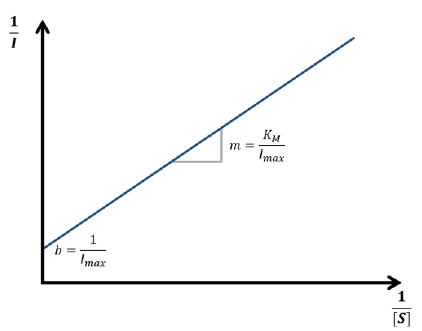 1/I
m = K_M/I_max
b = 1/I_max
1/[S]